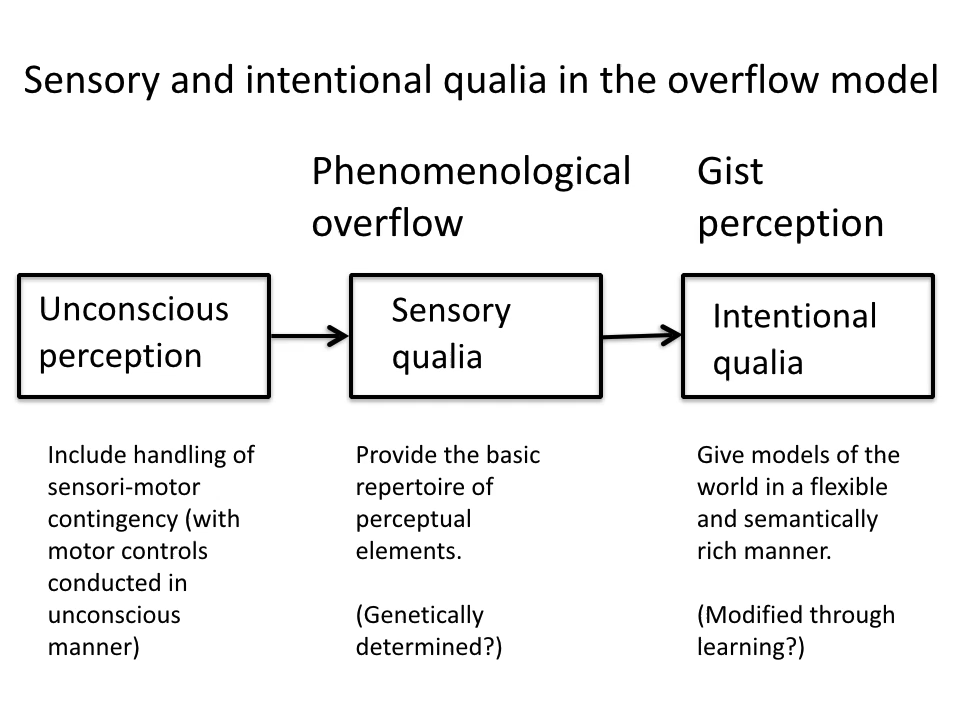 Sensory and intentional qualia in the overflow model
Phenomenological
overflow
Gist
perception
Unconscious
perception
Sensory
qualia
Intentional
qualia
Include handling of
sensori-motor
contingency (with
motor controls
conducted in
unconscious
manner)
Provide the basic
repertoire of
perceptual
elements.
(Genetically
determined?)
Give models of the
world in a flexible
and semantically
rich manner.
(Modified through
learning?)